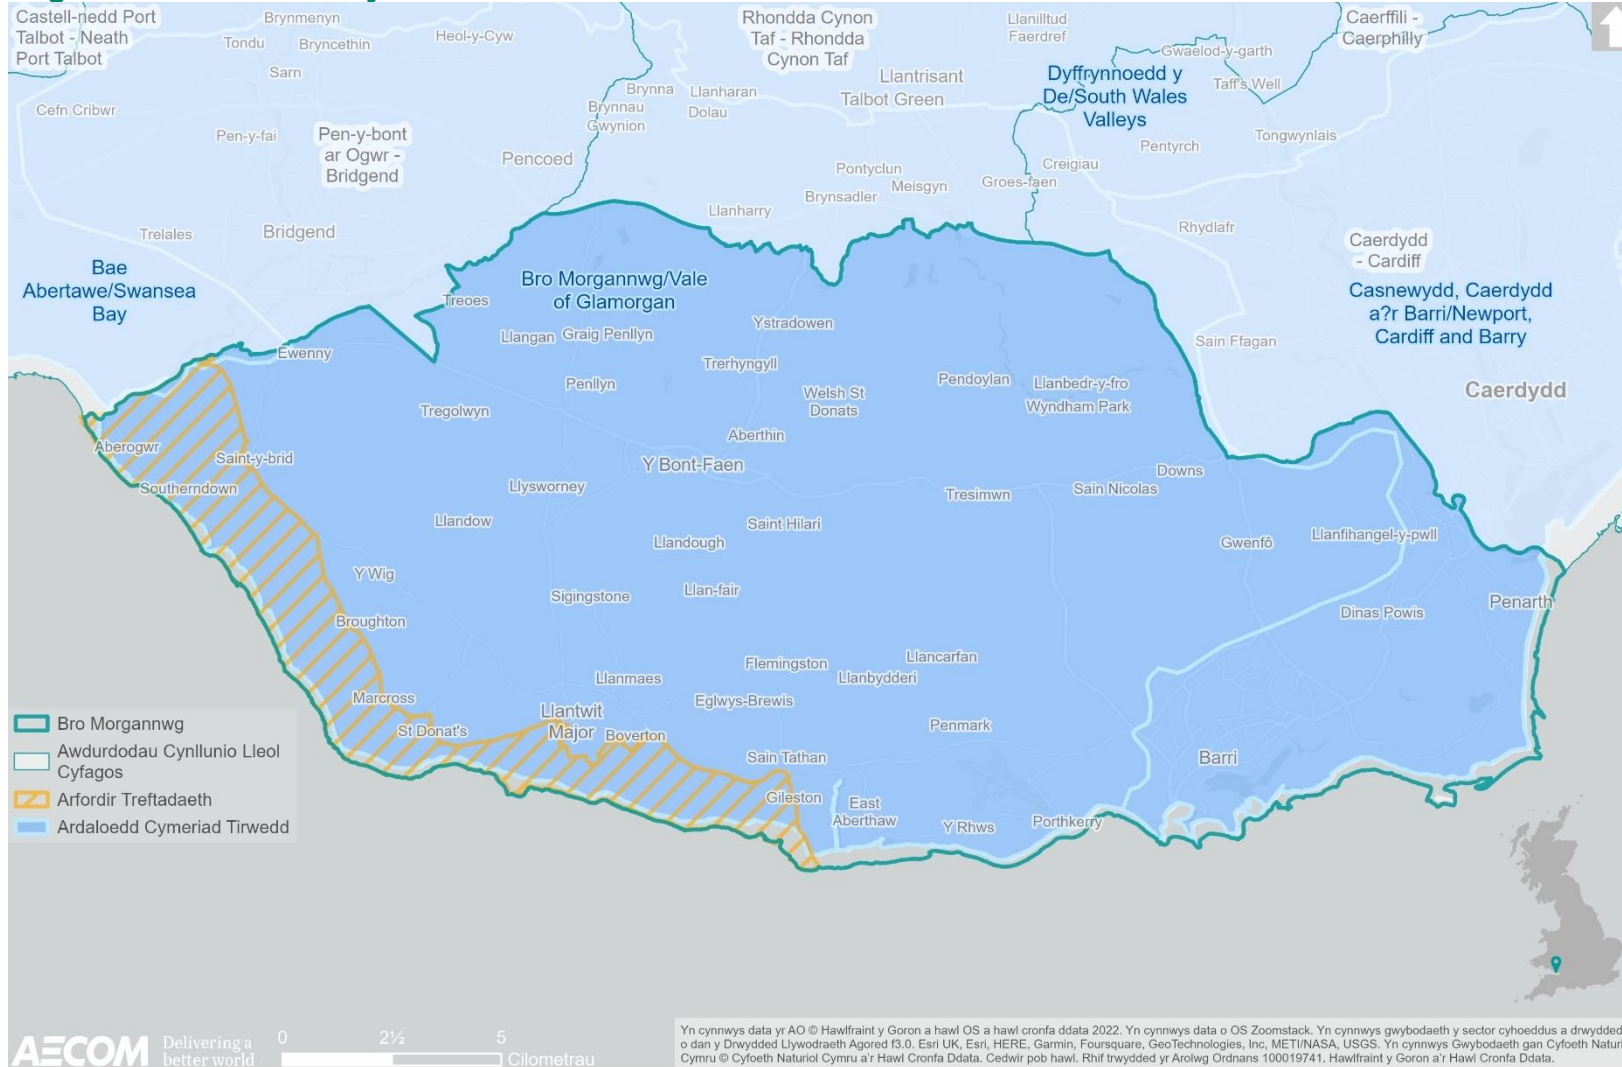 Castell-nedd Port
Talbot - Neath
Port Talbot
Brynmenyn
Tondu
Bryncethin
Heol-y-Cyw
Sarn
Cefn Cribwr
Pen-y-fai
Pen-y-bont
ar Ogwr -
Bridgend
Pencoed
Trelales
Bridgend
Rhondda Cynon
Taf - Rhondda
Cynon Taf
Llanilltud
Faerdref
Caerffili -
Caerphilly
Gwaelod-y-garth
Taff's Well
Llantrisant
Talbot Green
Dyffrynnoedd y
De/South Wales
Valleys
Brynna
Llanharan
Brynnau
Gwynion
Dolau
Tongwynlais
Pentyrch
Creigiau
Groes-faen
Pontyclun
Meisgyn
Brynsadler
Llanharry
Rhydlafr
Caerdydd
- Cardiff
Casnewydd, Caerdydd
a?r Barri/Newport,
Cardiff and Barry
Sain Ffagan
Caerdydd
Bae
Abertawe/Swansea
Bay
Bro Morgannwg/Vale
of Glamorgan
Treoes
Llangan
Graig Penllyn
Ystradowen
Ewenny
Trerhyngyll
Penllyn
Welsh St
Donats
Pendoylan
Llanbedr-y-fro
Wyndham Park
Tregolwyn
Aberthin
Aberogwr
Saint-y-brid
Y Bont-Faen
Downs
Southerndown
Llysworney
Tresimwn
Sain Nicolas
Llandow
Saint Hilari
Llandough
Gwenfô
Llanfihangel-y-pwll
Y Wig
Sigingstone
Llan-fair
Penarth
Dinas Powis
Broughton
Flemingston
Llancarfan
Llanbydderi
Llanmaes
Eglwys-Brewis
Marcross
St Donat's
Llantwit
Major
Boverton
Penmark
Sain Tathan
Barri
Gileston
East
Aberthaw
Y Rhws
Porthkerry
Bro Morgannwg
Awdurdodau Cynllunio Lleol
Cyfagos
Arfordir Treftadaeth
Ardaloedd Cymeriad Tirwedd
AECOM
Delivering a
better world
0 2½ 5
Cilometrau
Yn cynnwys data yr AO © Hawlfraint y Goron a hawl OS a hawl cronfa ddata 2022. Yn cynnwys data o OS Zoomstack. Yn cynnwys gwybodaeth y sector cyhoeddus a drwydded
o dan y Drwydded Llywodraeth Agored f3.0. Esri UK, Esri, HERE, Garmin, Foursquare, GeoTechnologies, Inc, METI/NASA, USGS. Yn cynnwys Gwybodaeth gan Cyfoeth Naturi
Cymru © Cyfoeth Naturiol Cymru a'r Hawl Cronfa Ddata. Cedwir pob hawl. Rhif trwydded yr Arolwg Ordnans 100019741. Hawlfraint y Goron a'r Hawl Cronfa Ddata.